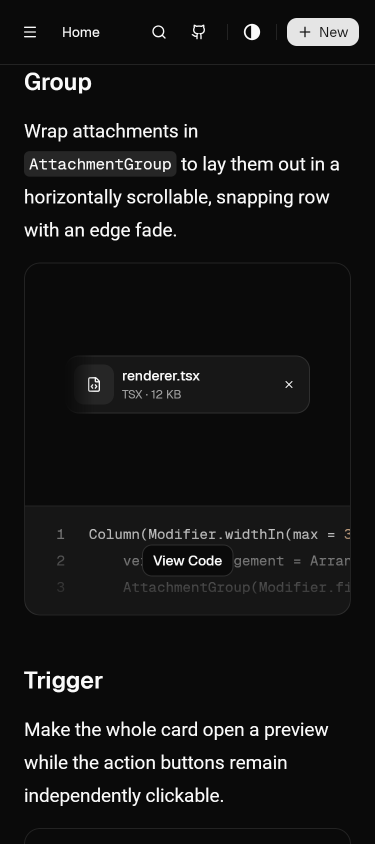 Home
New
Group
Wrap attachments in
AttachmentGroup to lay them out in a
horizontally scrollable, snapping row
with an edge fade.
renderer.tsx
TSX · 12 KB
1 Column(Modifier.widthIn(max = 3
2 ve
View Code
gement = Arran
3 AttachmentGroup(Modifier.fi
Trigger
Make the whole card open a preview
while the action buttons remain
independently clickable.